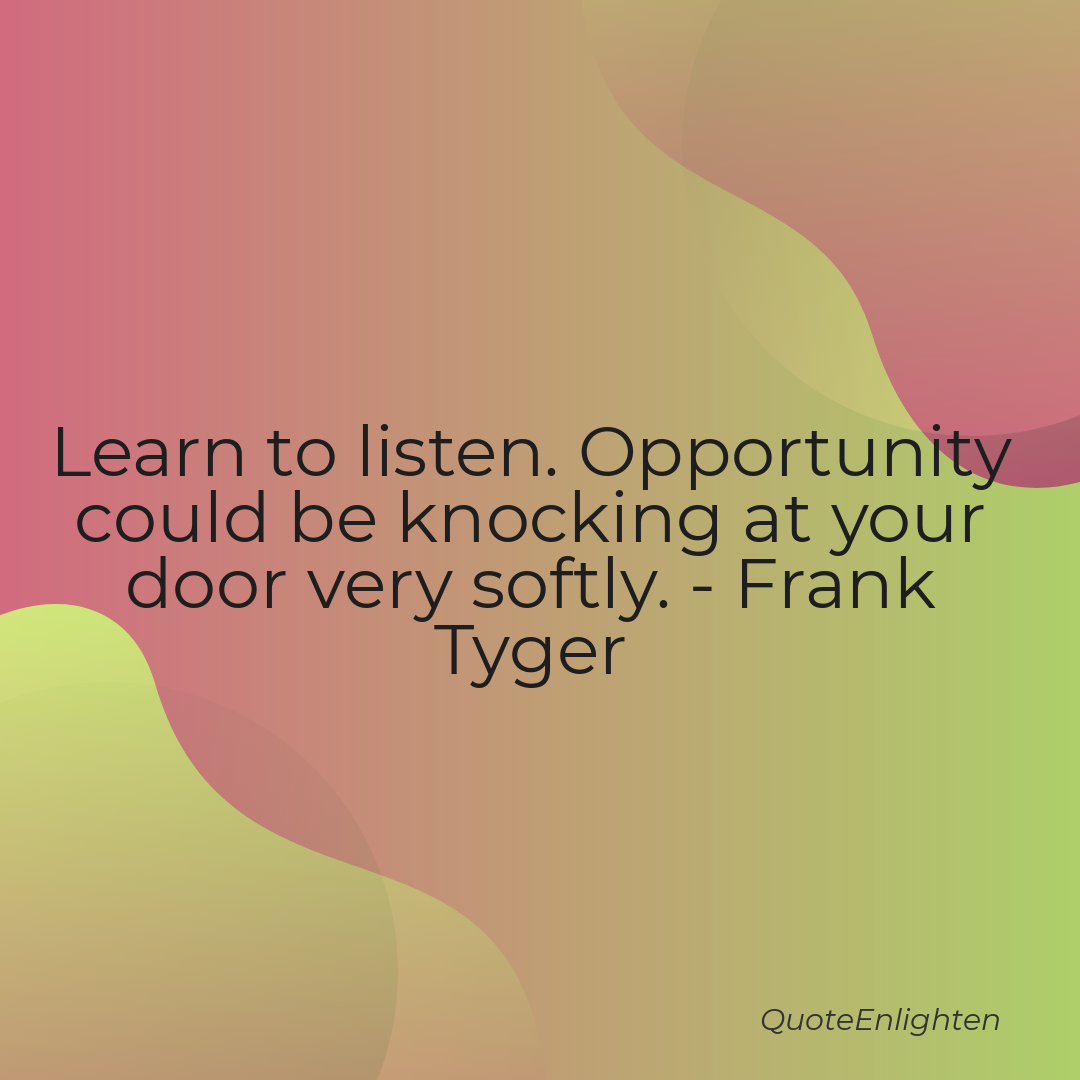 Learn to listen. Opportunity
could be knocking at your
door very softly. - Frank
Tyger
QuoteEnlighten